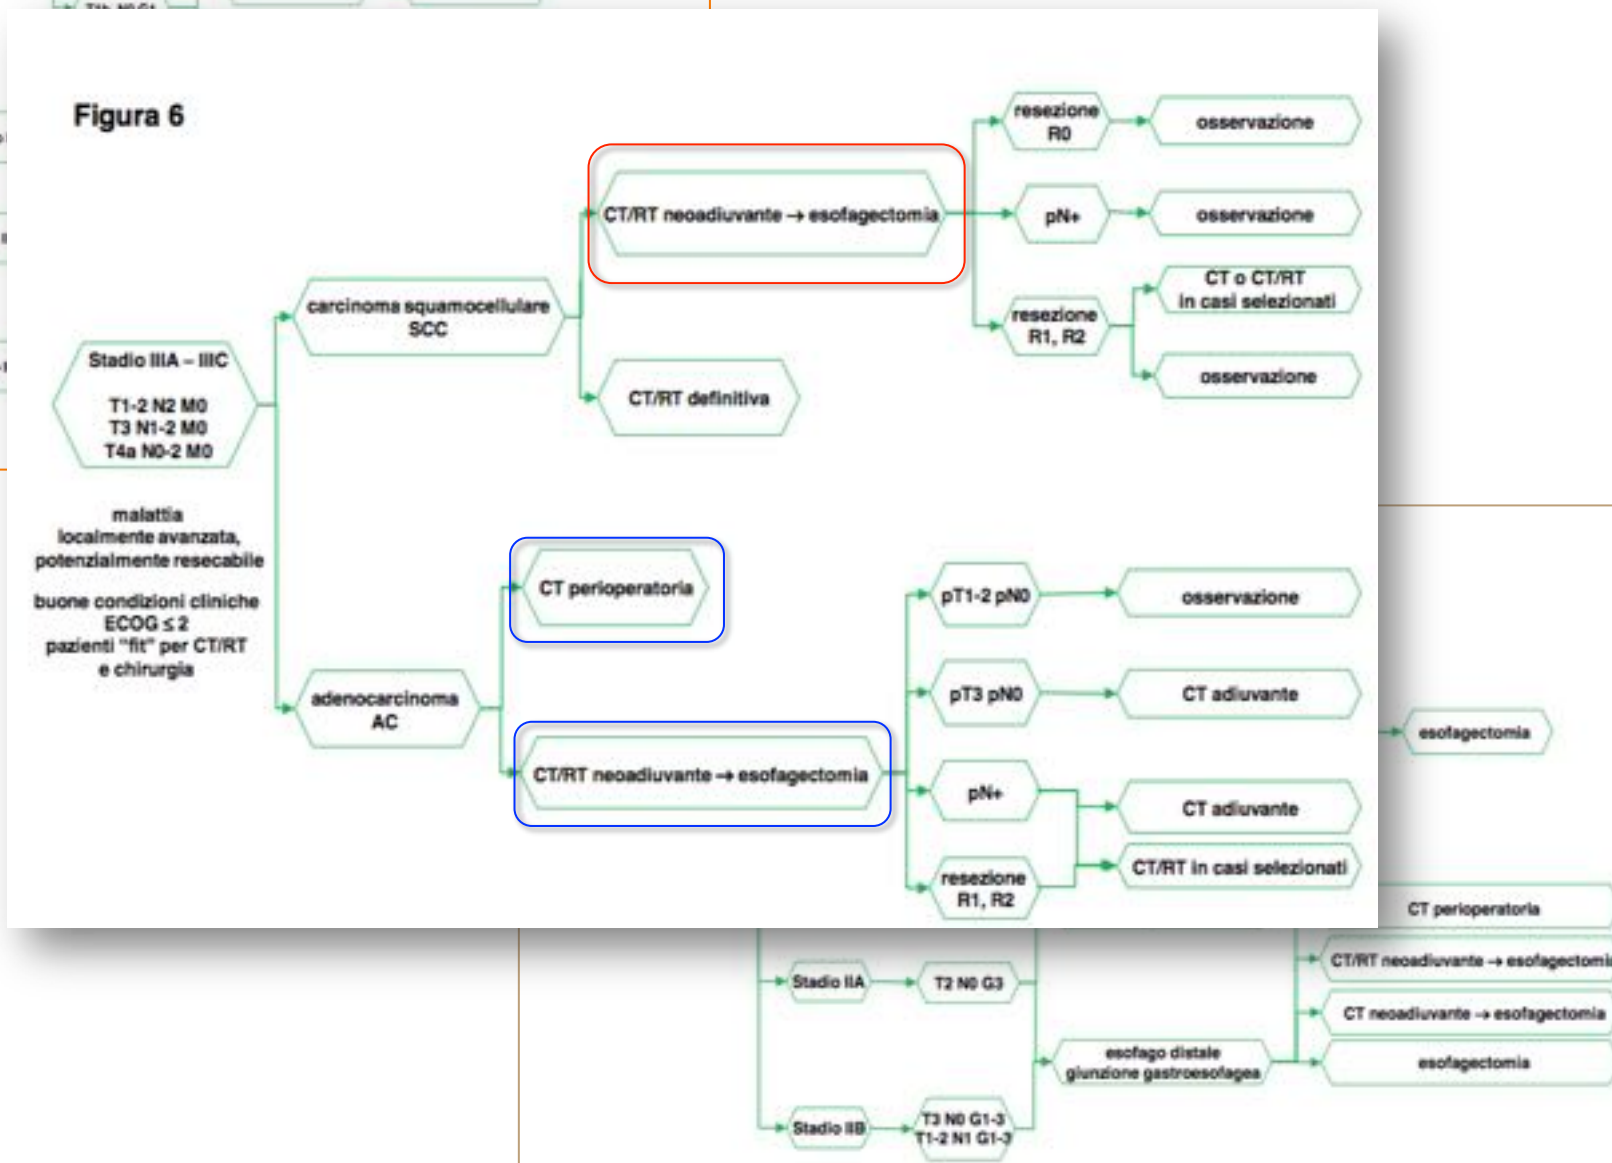 T1b N0 G1
Figura 6
resezione
R0
osservazione
CT/RT neoadiuvante → esofagectomia
pN+
osservazione
CT o CT/RT
in casi selezionati
carcinoma squamocellulare
SCC
resezione
R1, R2
Stadio IIIA – IIIC
osservazione
T1-2 N2 M0
T3 N1-2 M0
T4a N0-2 M0
CT/RT definitiva
malattia
localmente avanzata,
potenzialmente resecabile
buone condizioni cliniche
ECOG ≤ 2
pazienti "fit" per CT/RT
e chirurgia
CT perioperatoria
pT1-2 pN0
osservazione
adenocarcinoma
AC
pT3 pN0
CT adiuvante
CT/RT neoadiuvante → esofagectomia
pN+
CT adiuvante
CT/RT in casi selezionati
resezione
R1, R2
esofagectomia
CT perioperatoria
CT/RT neoadiuvante → esofagectomia
Stadio IIA
T2 N0 G3
CT neoadiuvante → esofagectomia
esofago distale
giunzione gastroesofagea
esofagectomia
Stadio IIB
T3 N0 G1-3
T1-2 N1 G1-3